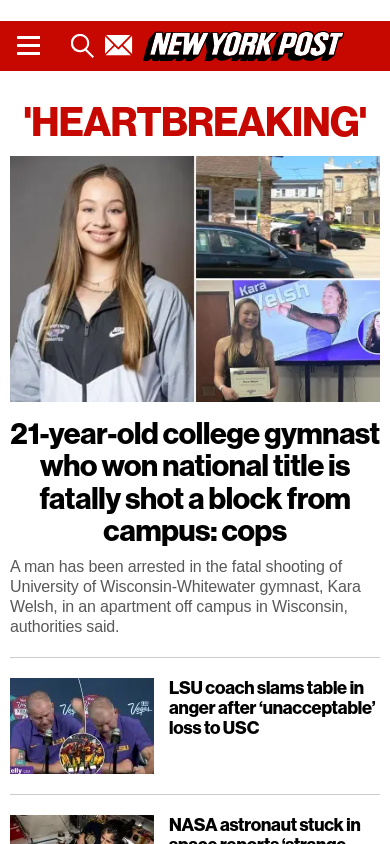 NEW YORK POST
'HEARTBREAKING'
Kara
Welsh
21-year-old college gymnast
who won national title is
fatally shot a block from
campus: cops
A man has been arrested in the fatal shooting of
University of Wisconsin-Whitewater gymnast, Kara
Welsh, in an apartment off campus in Wisconsin,
authorities said.
LSU coach slams table in
anger after ‘unacceptable’
loss to USC
NASA astronaut stuck in
space reports ‘strange